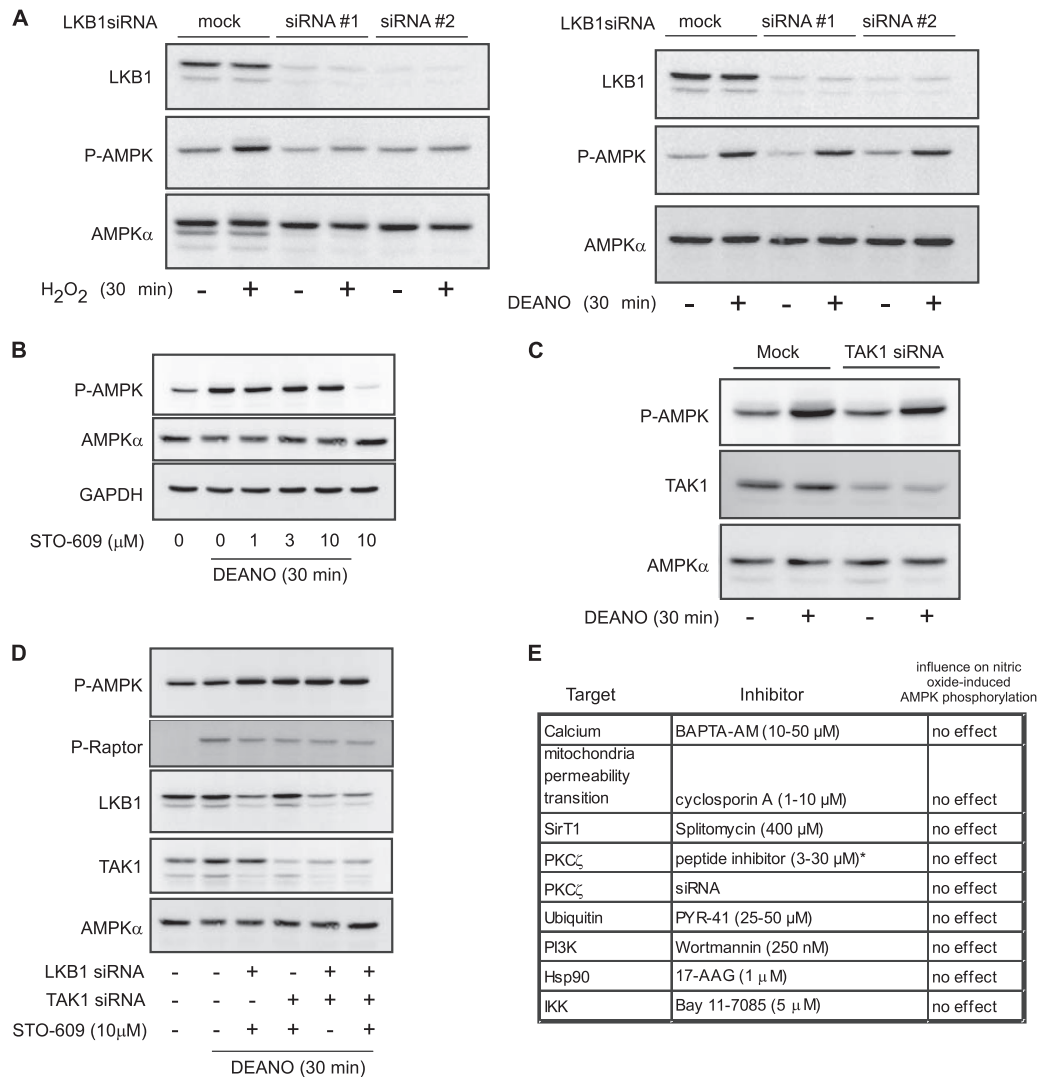 A
LKB1siRNA mock siRNA #1 siRNA #2
LKB1
P-AMPK
AMPKα
H2O2 (30 min) - + - + - +
LKB1siRNA mock siRNA #1 siRNA #2
LKB1
P-AMPK
AMPKα
DEANO (30 min) - + - + - +
B
P-AMPK
AMPKα
GAPDH
STO-609 (μM) 0 0 1 3 10 10
DEANO (30 min)
C
Mock TAK1 siRNA
P-AMPK
TAK1
AMPKα
DEANO (30 min) - + - +
D
P-AMPK
P-Raptor
LKB1
TAK1
AMPKα
LKB1 siRNA - - + - + +
TAK1 siRNA - - - + + +
STO-609 (10μM) - - + + - +
DEANO (30 min)
E
Target Inhibitor influence on nitric
oxide-induced
AMPK phosphorylation
Calcium BAPTA-AM (10-50 μM) no effect
mitochondria
permeability
transition cyclosporin A (1-10 μM) no effect
SirT1 Splitomycin (400 μM) no effect
PKCζ peptide inhibitor (3-30 μM)* no effect
PKCζ siRNA no effect
Ubiquitin PYR-41 (25-50 μM) no effect
PI3K Wortmannin (250 nM) no effect
Hsp90 17-AAG (1 μM) no effect
IKK Bay 11-7085 (5 μM) no effect